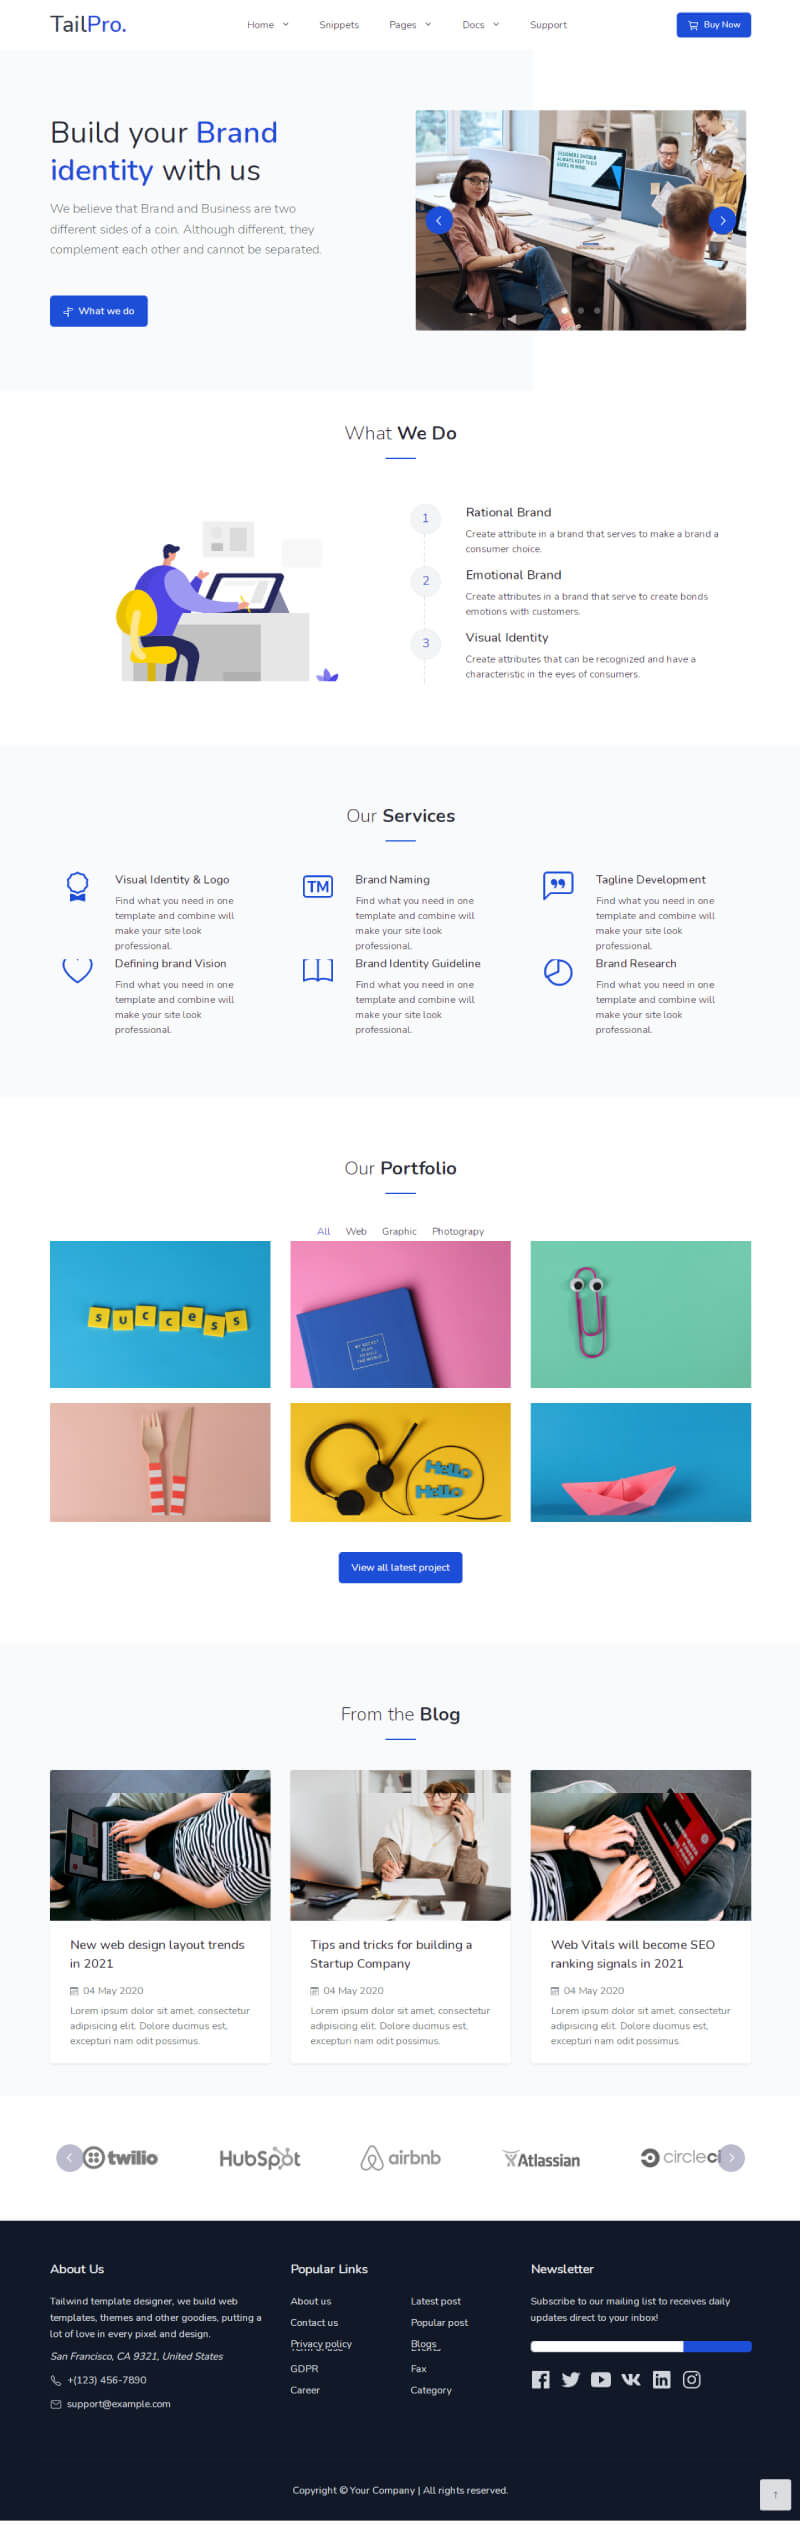 TailPro.
Home
Snippets
Pages
Docs
Support
Buy Now
Build your Brand
identity with us
We believe that Brand and Business are two
different sides of a coin. Although different, they
complement each other and cannot be separated.
What we do
DESIGNERS SHOULD
ALWAYS KEEP THEIR
USERS IN MIND.
What We Do
1
Rational Brand
Create attribute in a brand that serves to make a brand a
consumer choice.
2
Emotional Brand
Create attributes in a brand that serve to create bonds
emotions with customers.
3
Visual Identity
Create attributes that can be recognized and have a
characteristic in the eyes of consumers.
Our Services
Visual Identity & Logo
Find what you need in one
template and combine will
make your site look
professional.
TM
Brand Naming
Find what you need in one
template and combine will
make your site look
professional.
Tagline Development
Find what you need in one
template and combine will
make your site look
professional.
Defining brand Vision
Find what you need in one
template and combine will
make your site look
professional.
Brand Identity Guideline
Find what you need in one
template and combine will
make your site look
professional.
Brand Research
Find what you need in one
template and combine will
make your site look
professional.
Our Portfolio
All
Web
Graphic
Photograpy
success
MY SECRET
PLAN
TO RULE
THE WORLD
Hello
Hello
View all latest project
From the Blog
New web design layout trends
in 2021
04 May 2020
Lorem ipsum dolor sit amet, consectetur
adipisicing elit. Dolore ducimus est,
excepturi nam odit possimus.
Tips and tricks for building a
Startup Company
04 May 2020
Lorem ipsum dolor sit amet, consectetur
adipisicing elit. Dolore ducimus est,
excepturi nam odit possimus.
Web Vitals will become SEO
ranking signals in 2021
04 May 2020
Lorem ipsum dolor sit amet, consectetur
adipisicing elit. Dolore ducimus est,
excepturi nam odit possimus.
twilio
HubSpot
airbnb
Atlassian
circleci
About Us
Tailwind template designer, we build web
templates, themes and other goodies, putting a
lot of love in every pixel and design.
San Francisco, CA 9321, United States
+(123) 456-7890
support@example.com
Popular Links
About us
Contact us
Privacy policy
GDPR
Career
Latest post
Popular post
Blogs
Fax
Category
Newsletter
Subscribe to our mailing list to receives daily
updates direct to your inbox!
Copyright © Your Company | All rights reserved.